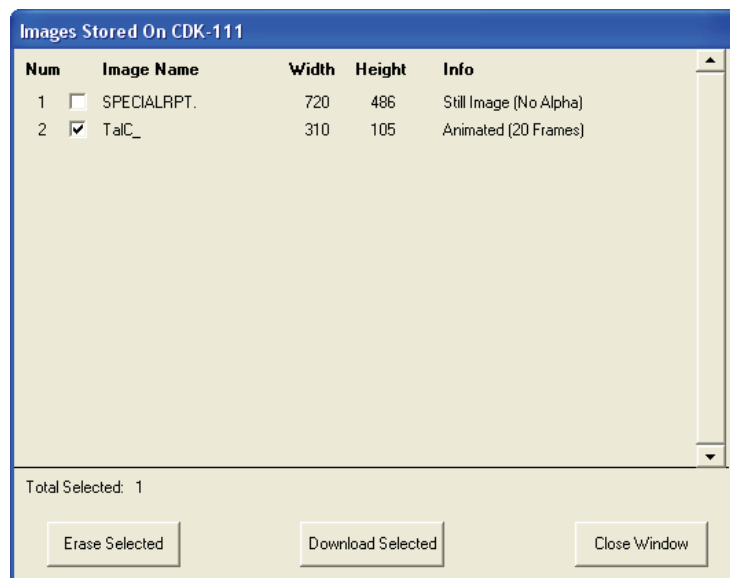 Images Stored On CDK-111
Num Image Name Width Height Info
1 SPECIALRPT. 720 486 Still Image (No Alpha)
2 TalC_ 310 105 Animated (20 Frames)
Total Selected: 1
Erase Selected Download Selected Close Window